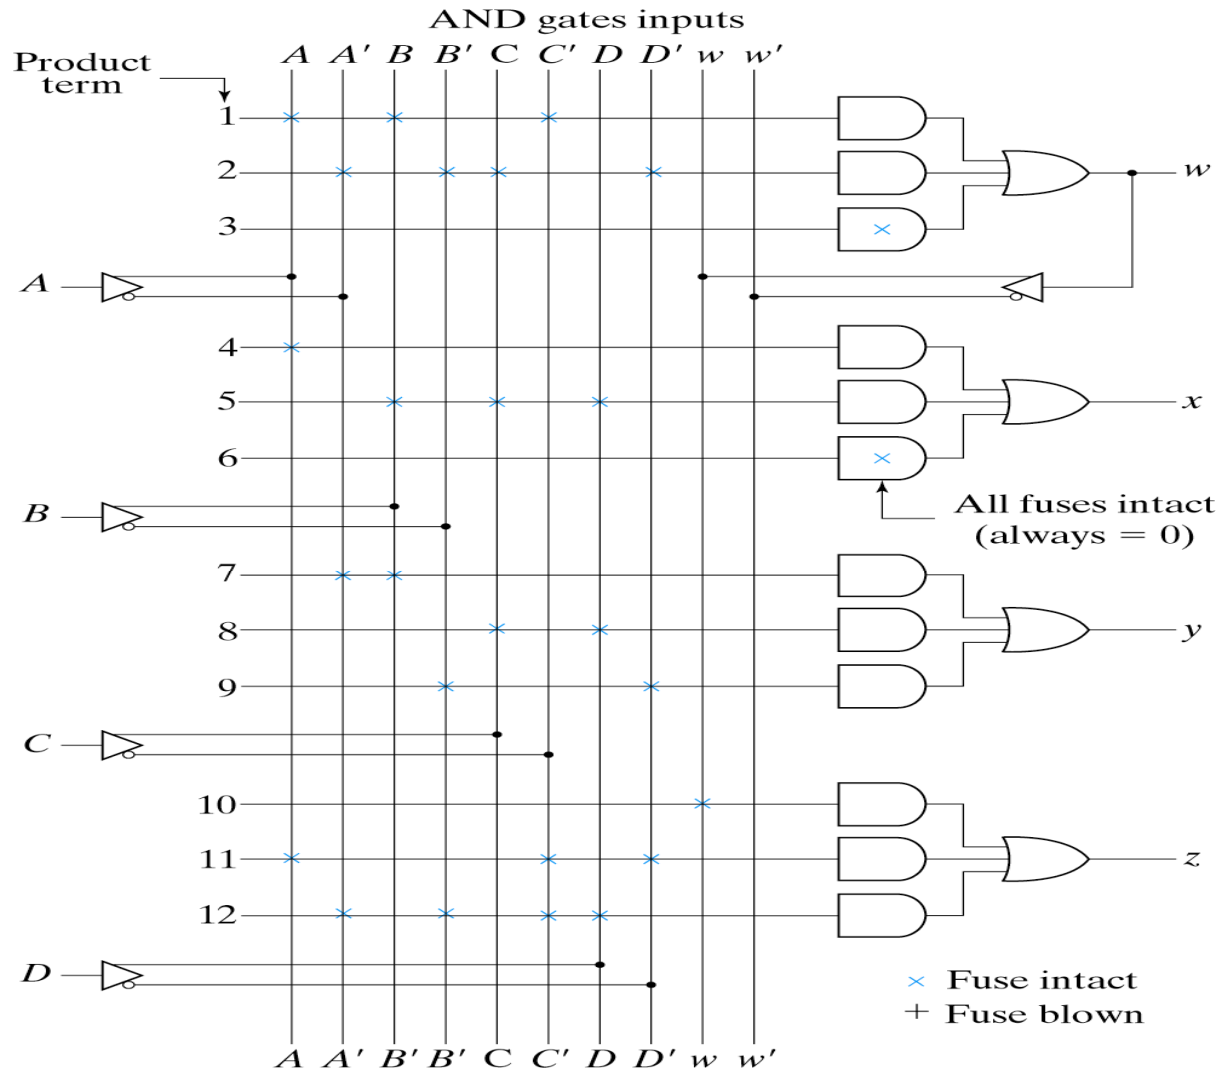 AND gates inputs
A A′ B B′ C C′ D D′ w w′
Product
term
1
2
w
3
A
4
5
x
6
B
All fuses intact
(always = 0)
7
8
y
9
C
10
11
z
12
D
× Fuse intact
+ Fuse blown
A A′ B′ B′ C C′ D D′ w w′